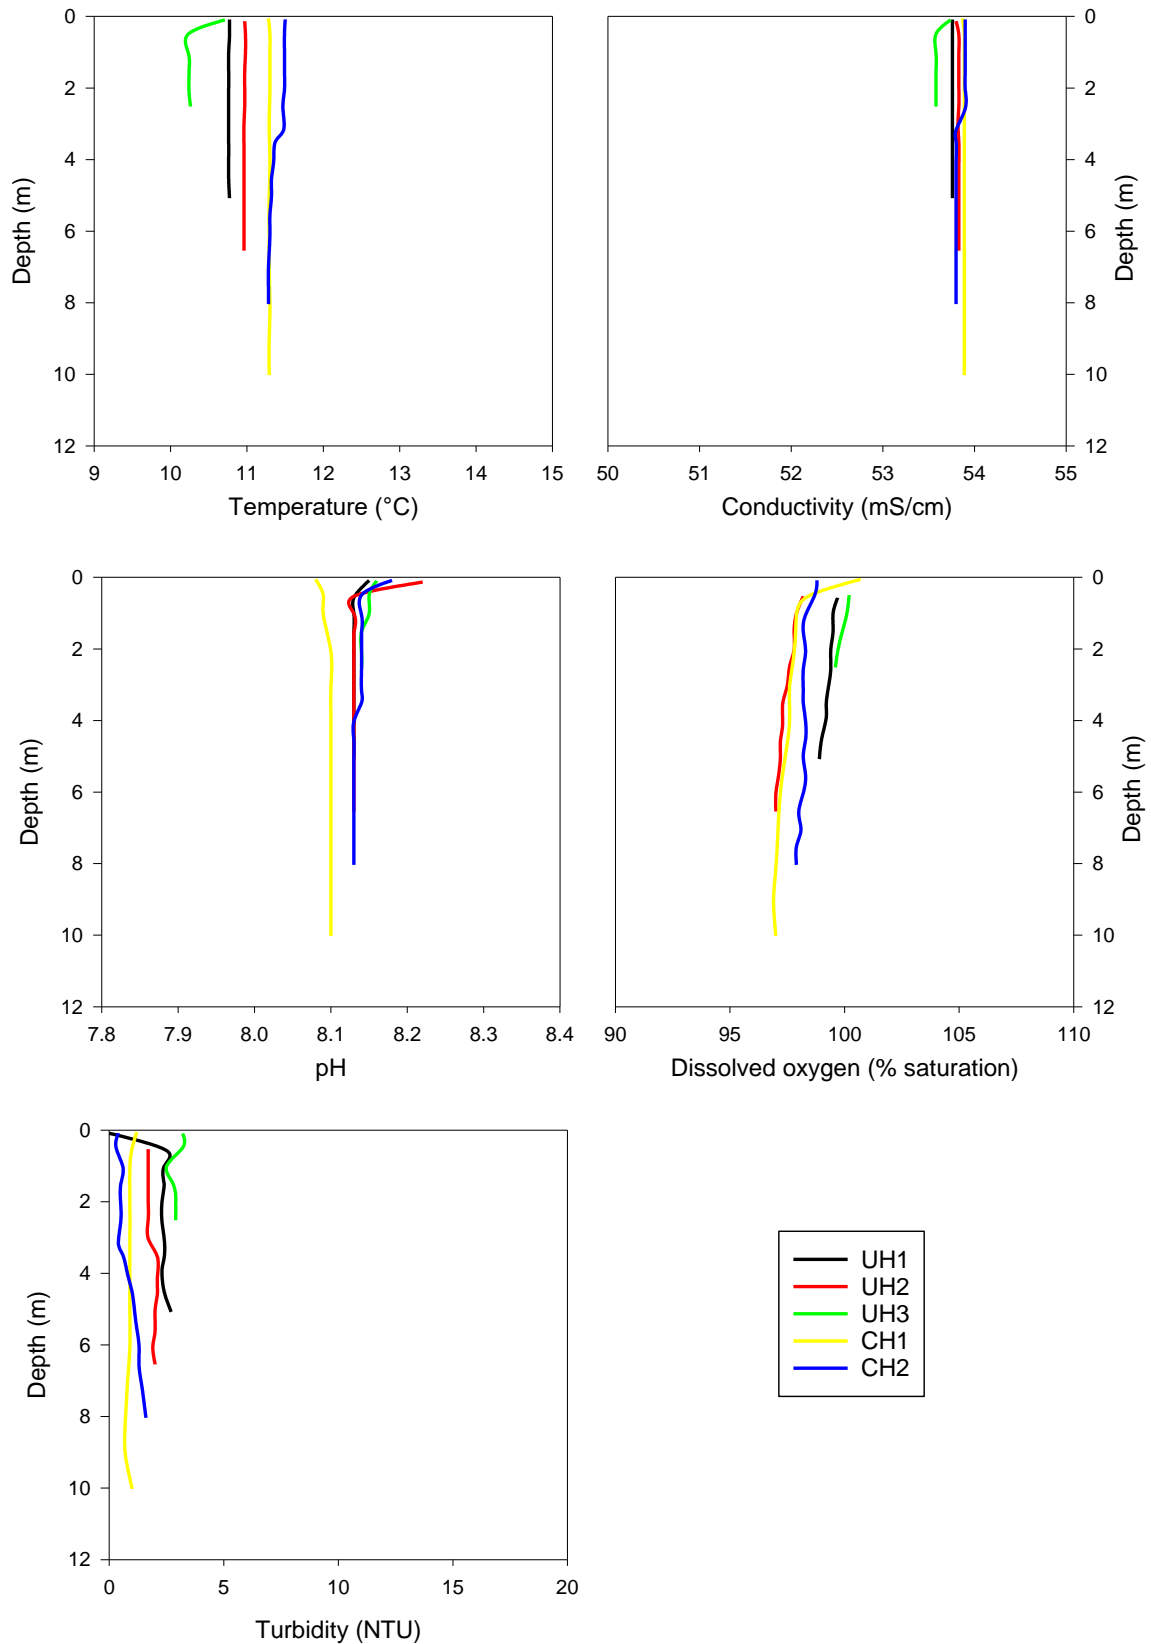 0
2
4
6
8
10
12
Depth (m)
9 10 11 12 13 14 15
Temperature (°C)
0
2
4
6
8
10
12
Depth (m)
50 51 52 53 54 55
Conductivity (mS/cm)
0
2
4
6
8
10
12
Depth (m)
7.8 7.9 8.0 8.1 8.2 8.3 8.4
pH
0
2
4
6
8
10
12
Depth (m)
90 95 100 105 110
Dissolved oxygen (% saturation)
0
2
4
6
8
10
12
Depth (m)
0 5 10 15 20
Turbidity (NTU)
UH1
UH2
UH3
CH1
CH2